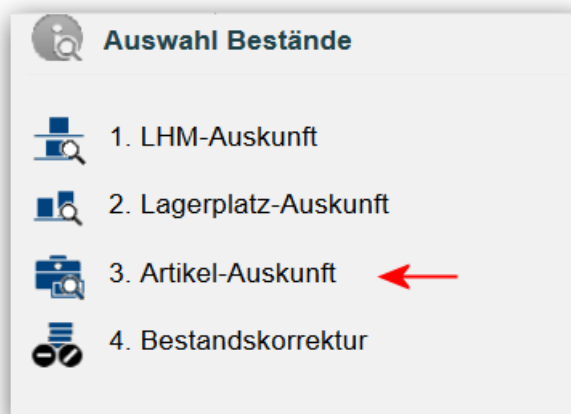 Auswahl Bestände
1. LHM-Auskunft
2. Lagerplatz-Auskunft
3. Artikel-Auskunft
4. Bestandskorrektur